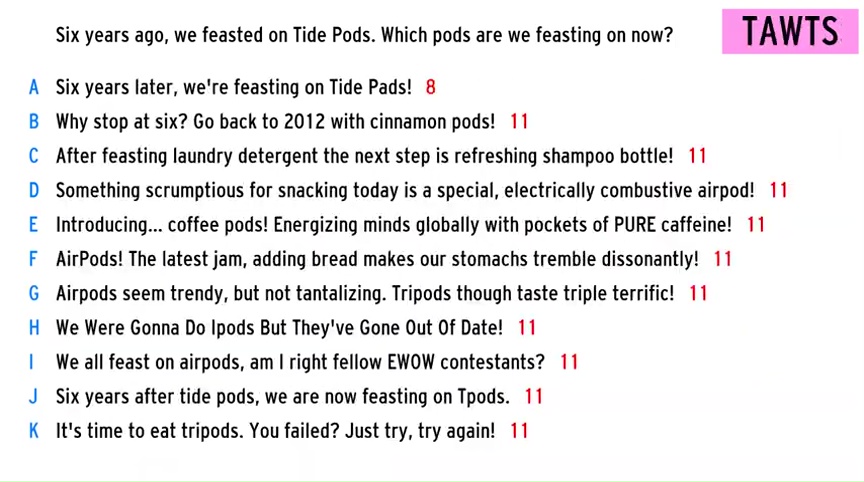 Six years ago, we feasted on Tide Pods. Which pods are we feasting on now?
TAWTS
A Six years later, we're feasting on Tide Pads! 8
B Why stop at six? Go back to 2012 with cinnamon pods! 11
C After feasting laundry detergent the next step is refreshing shampoo bottle! 11
D Something scrumptious for snacking today is a special, electrically combustive airpod! 11
E Introducing... coffee pods! Energizing minds globally with pockets of PURE caffeine! 11
F AirPods! The latest jam, adding bread makes our stomachs tremble dissonantly! 11
G Airpods seem trendy, but not tantalizing. Tripods though taste triple terrific! 11
H We Were Gonna Do Ipods But They've Gone Out Of Date! 11
I We all feast on airpods, am I right fellow EWOW contestants? 11
J Six years after tide pods, we are now feasting on Tpods. 11
K It's time to eat tripods. You failed? Just try, try again! 11